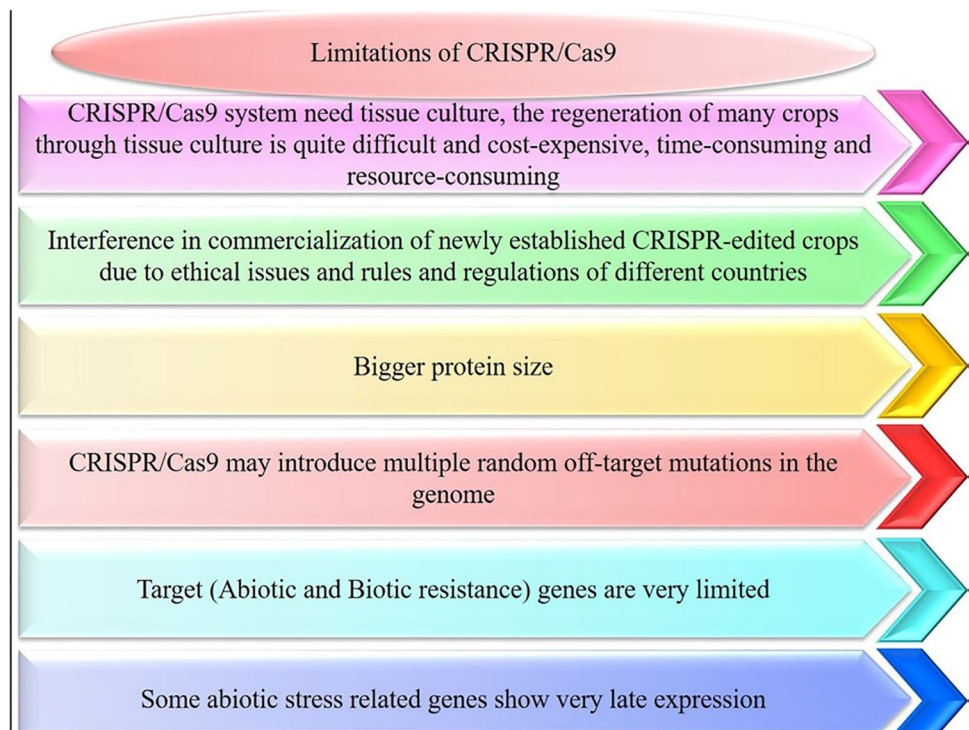 Limitations of CRISPR/Cas9
CRISPR/Cas9 system need tissue culture, the regeneration of many crops
through tissue culture is quite difficult and cost-expensive, time-consuming and
resource-consuming
Interference in commercialization of newly established CRISPR-edited crops
due to ethical issues and rules and regulations of different countries
Bigger protein size
CRISPR/Cas9 may introduce multiple random off-target mutations in the
genome
Target (Abiotic and Biotic resistance) genes are very limited
Some abiotic stress related genes show very late expression